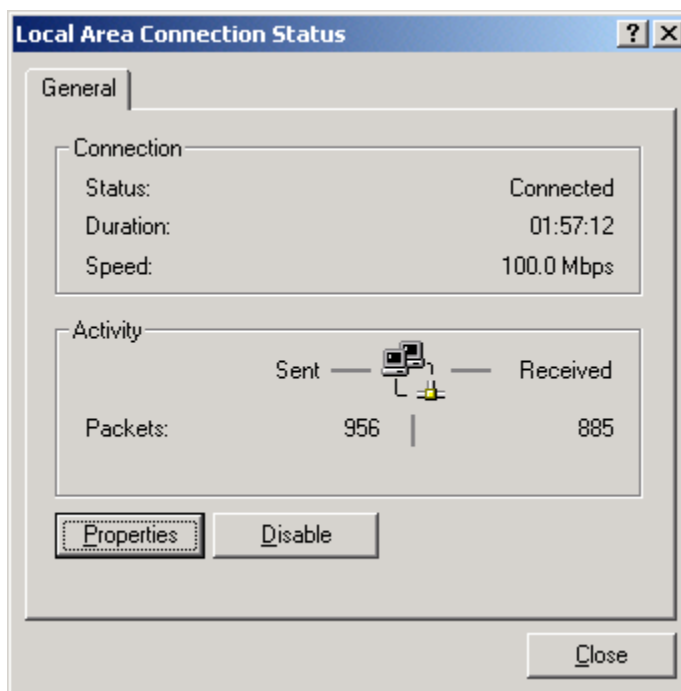 Local Area Connection Status
General
Connection
Status: Connected
Duration: 01:57:12
Speed: 100.0 Mbps
Activity
Sent Received
Packets: 956 885
Properties Disable
Close